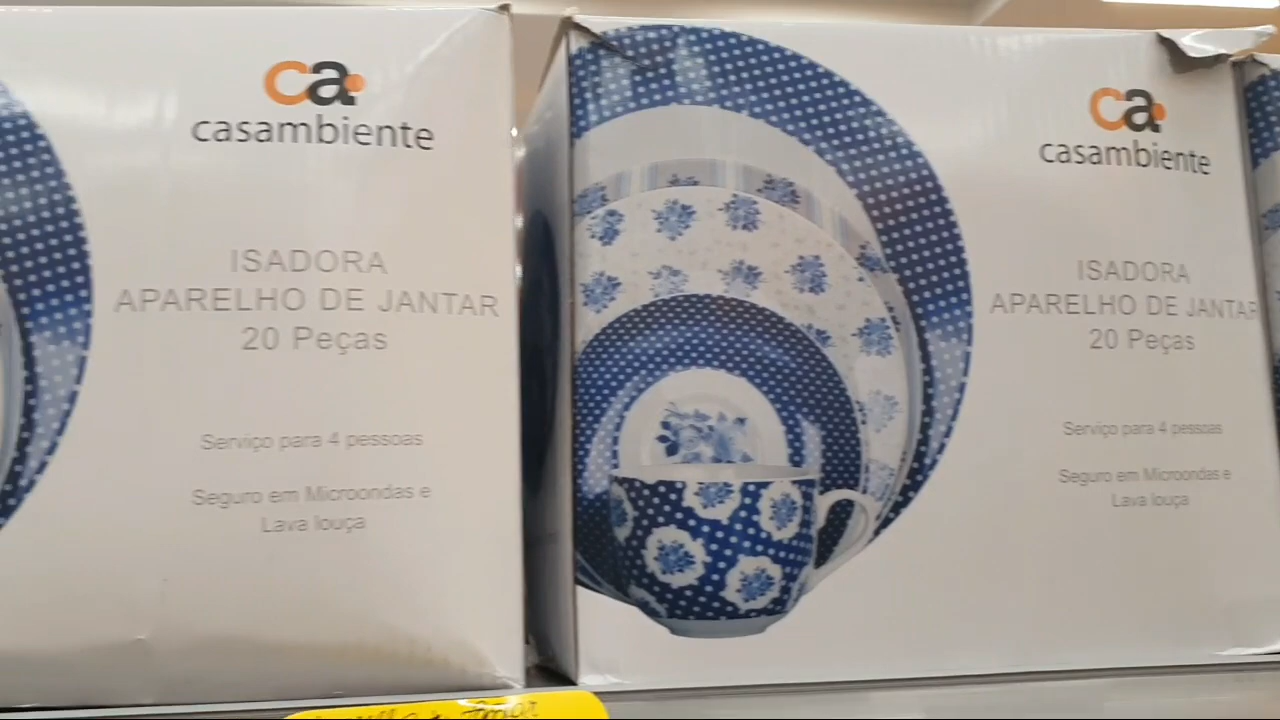 ca
casambiente
ISADORA
APARELHO DE JANTAR
20 Peças
Serviço para 4 pessoas
Seguro em Microondas e
Lava louça
ca
casambiente
ISADORA
APARELHO DE JANTAR
20 Peças
Serviço para 4 pessoas
Seguro em Microondas e
Lava louça